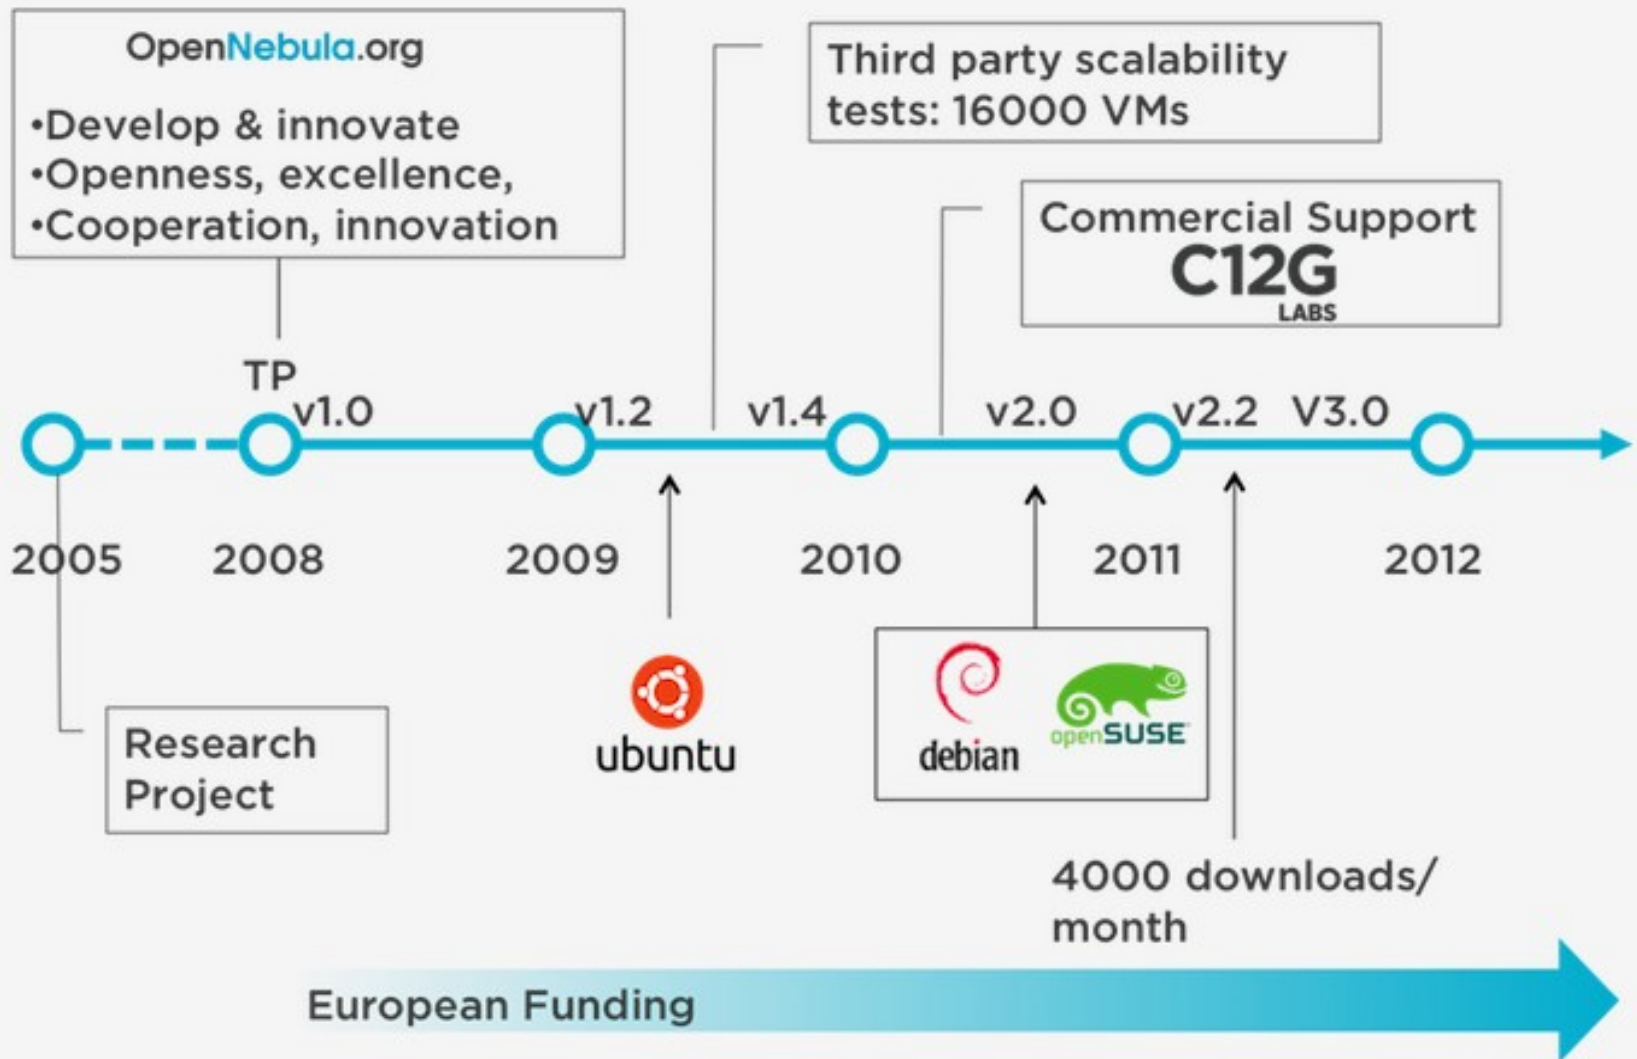 OpenNebula.org
•Develop & innovate
•Openness, excellence,
•Cooperation, innovation
Third party scalability
tests: 16000 VMs
Commercial Support
C12G
LABS
TP
v1.0
v1.2
v1.4
v2.0
v2.2
V3.0
2005
2008
2009
2010
2011
2012
Research
Project
ubuntu
debian
openSUSE
4000 downloads/
month
European Funding